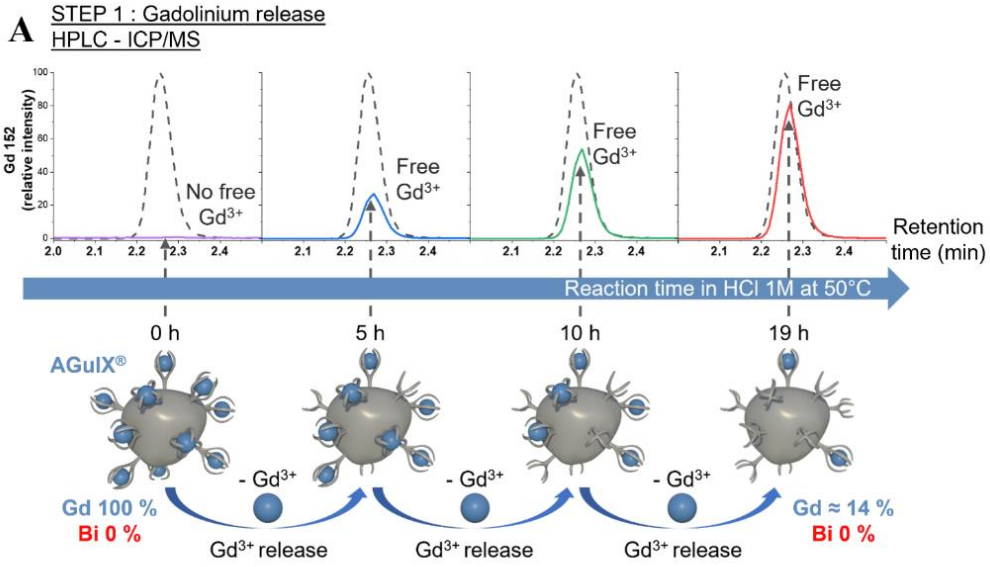 A
STEP 1 : Gadolinium release
HPLC - ICP/MS
Gd 152
(relative intensity)
100
80
60
40
20
0
No free
Gd³⁺
Free
Gd³⁺
Free
Gd³⁺
Free
Gd³⁺
2.0 2.1 2.2 2.3 2.4 2.1 2.2 2.3 2.4 2.1 2.2 2.3 2.4 2.1 2.2 2.3 2.4
Retention
time (min)
Reaction time in HCl 1M at 50°C
0 h 5 h 10 h 19 h
AGuIX®
- Gd³⁺ - Gd³⁺ - Gd³⁺
Gd 100 %
Bi 0 %
Gd ≈ 14 %
Bi 0 %
Gd³⁺ release Gd³⁺ release Gd³⁺ release